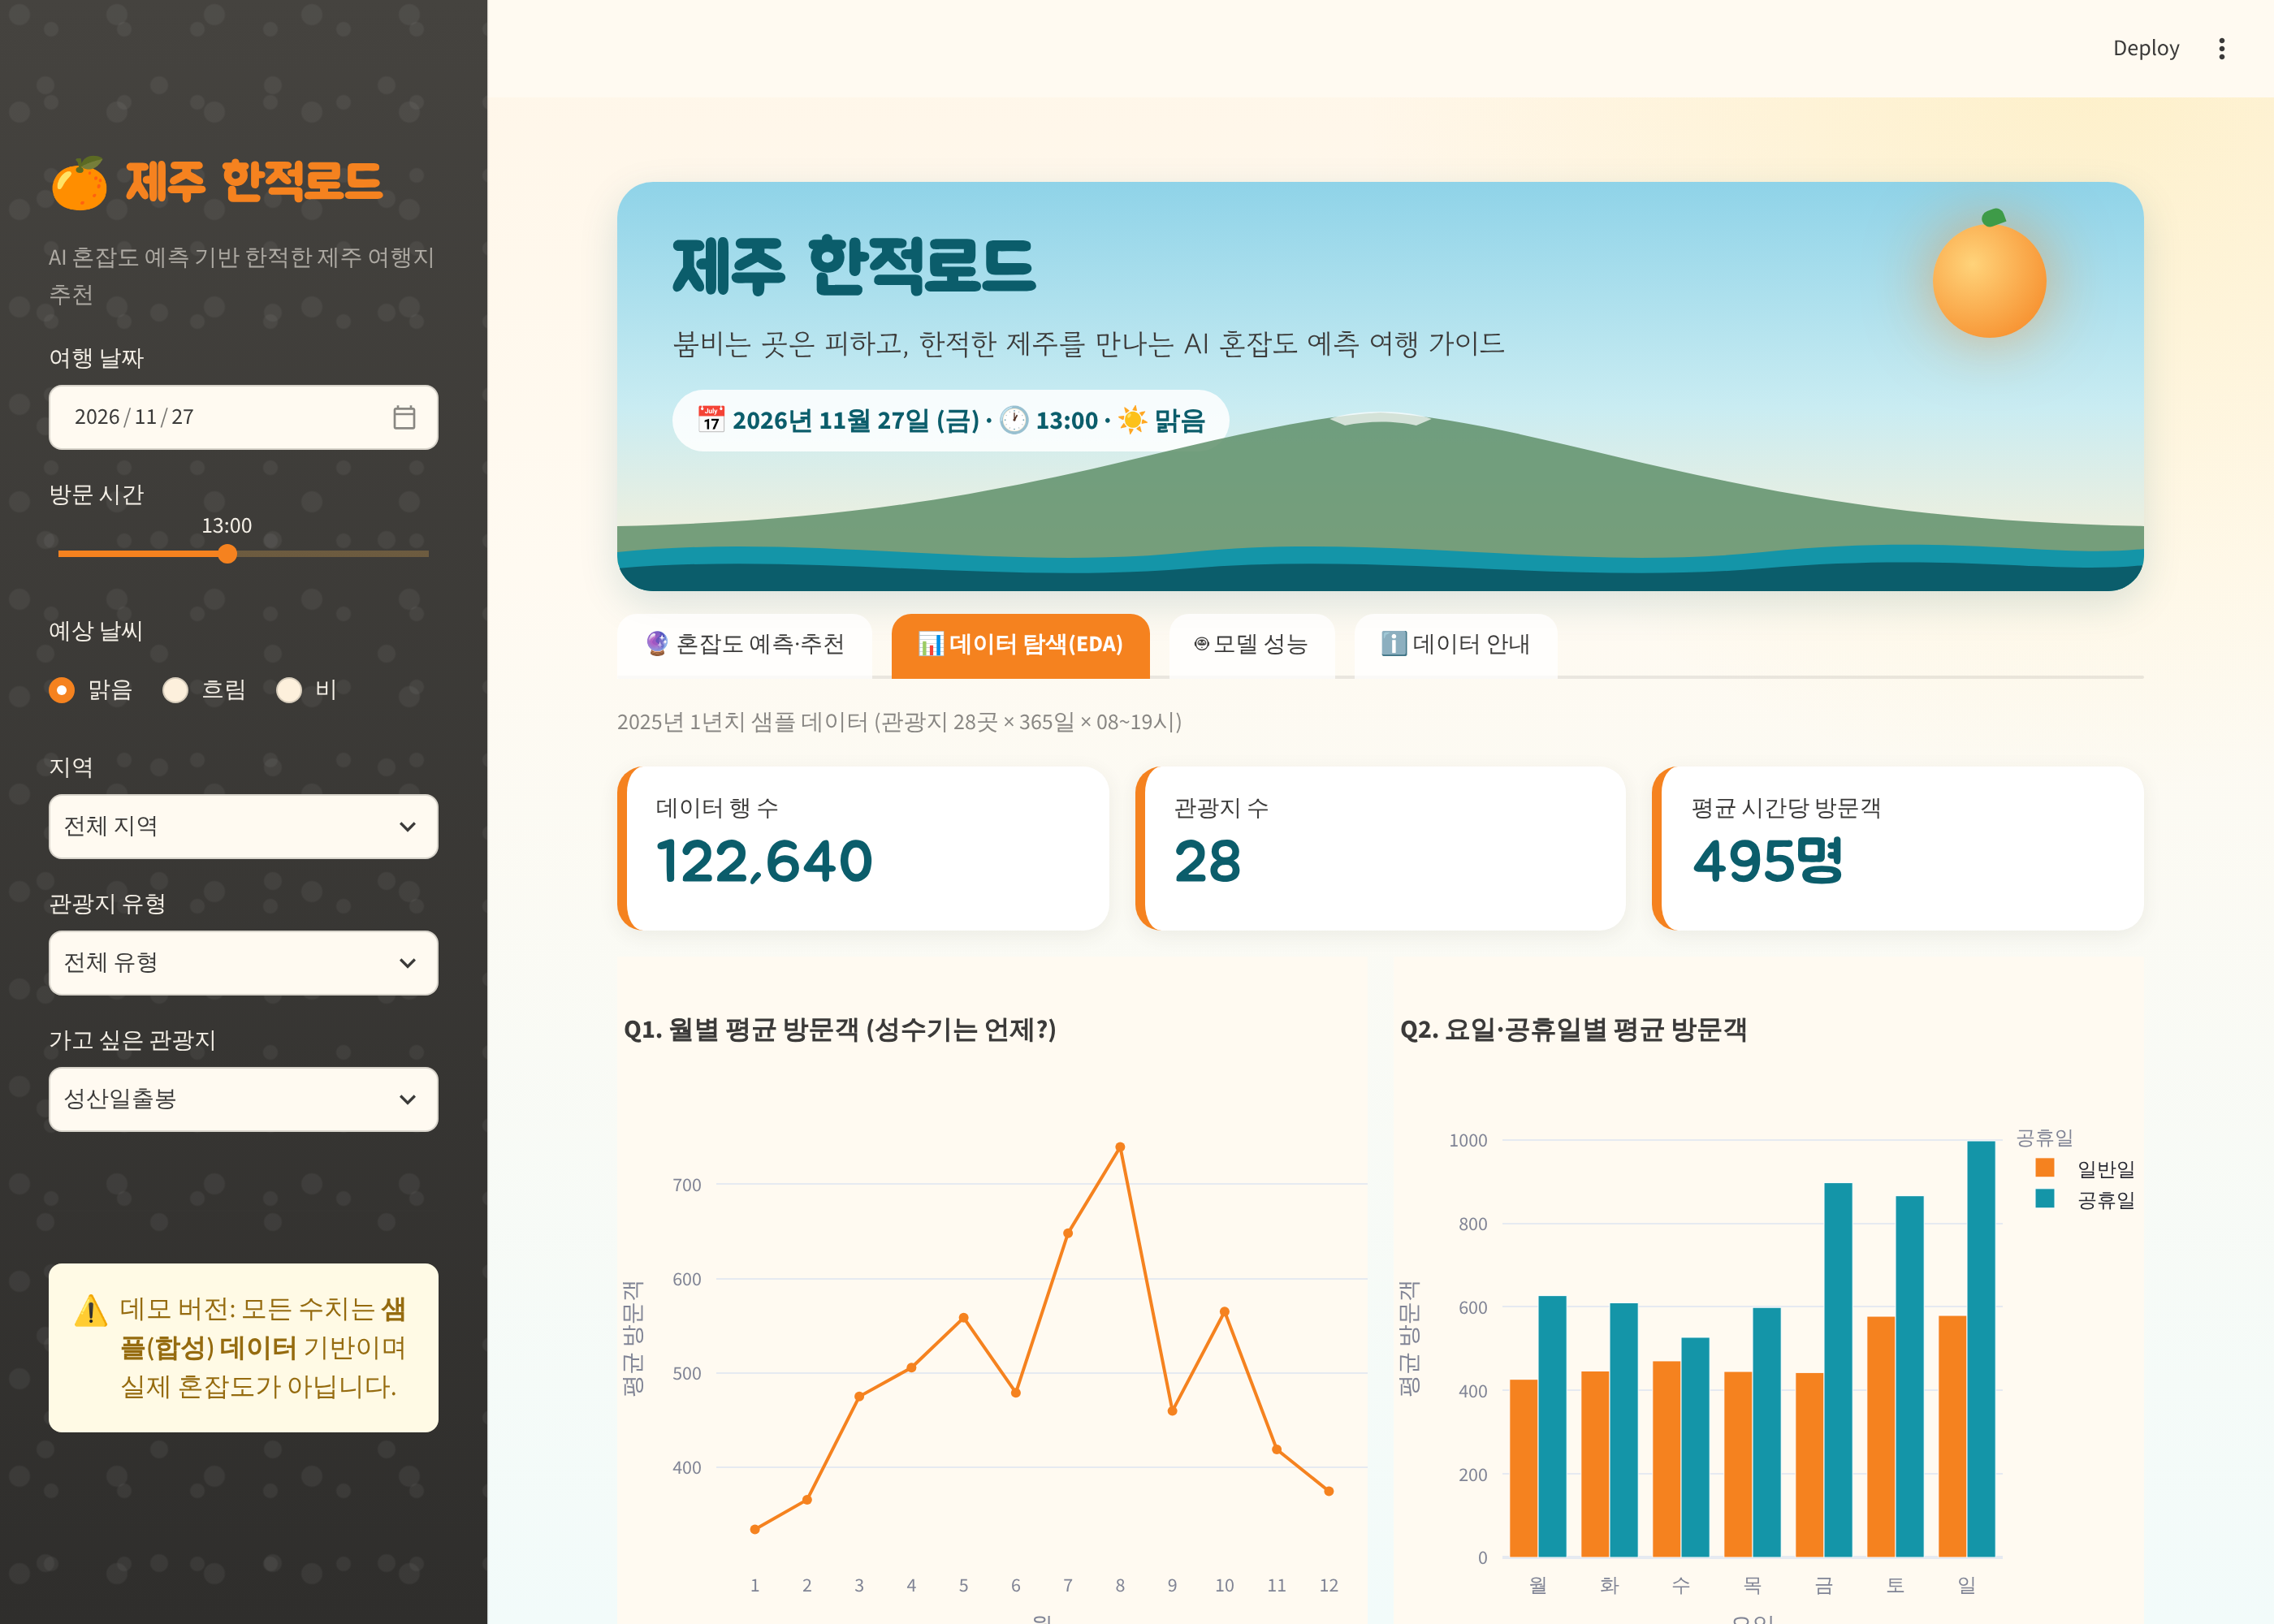 Deploy
제주 한적로드
AI 혼잡도 예측 기반 한적한 제주 여행지
추천
여행 날짜
2026/11/27
방문 시간
13:00
예상 날씨
맑음 흐림 비
지역
전체 지역
관광지 유형
전체 유형
가고 싶은 관광지
성산일출봉
데모 버전: 모든 수치는 샘
플(합성) 데이터 기반이며
실제 혼잡도가 아닙니다.
제주 한적로드
붐비는 곳은 피하고, 한적한 제주를 만나는 AI 혼잡도 예측 여행 가이드
2026년 11월 27일 (금) · 13:00 · 맑음
혼잡도 예측·추천
데이터 탐색(EDA)
모델 성능
데이터 안내
2025년 1년치 샘플 데이터 (관광지 28곳 × 365일 × 08~19시)
데이터 행 수
122,640
관광지 수
28
평균 시간당 방문객
495명
Q1. 월별 평균 방문객 (성수기는 언제?)
평균 방문객
700
600
500
400
1 2 3 4 5 6 7 8 9 10 11 12
월
Q2. 요일·공휴일별 평균 방문객
평균 방문객
1000
800
600
400
200
0
월 화 수 목 금 토 일
요일
공휴일
일반일
공휴일